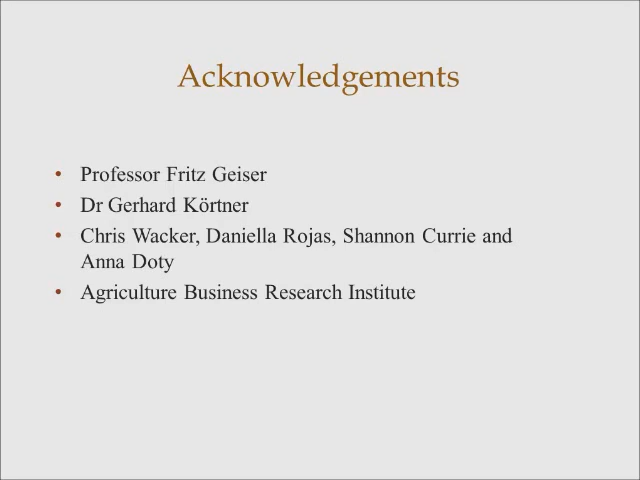 Acknowledgements
• Professor Fritz Geiser
• Dr Gerhard Körtner
• Chris Wacker, Daniella Rojas, Shannon Currie and
Anna Doty
• Agriculture Business Research Institute